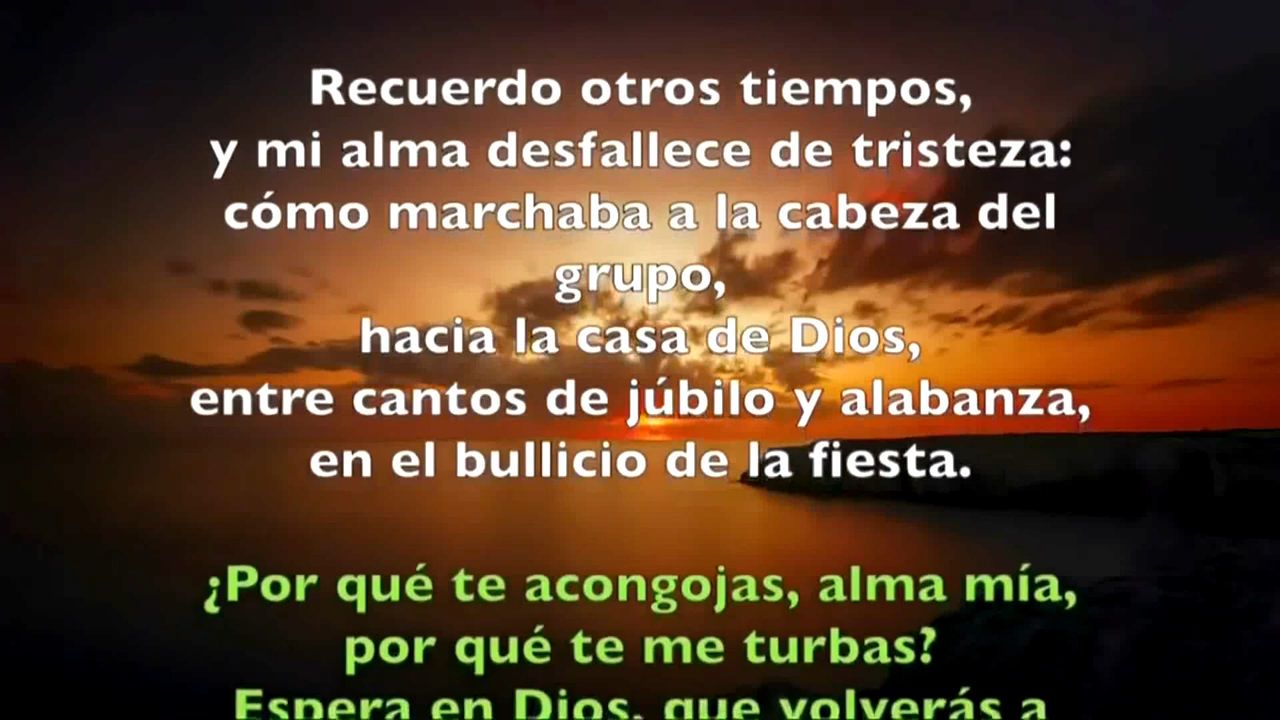 Recuerdo otros tiempos,
y mi alma desfallece de tristeza:
cómo marchaba a la cabeza del
grupo,
hacia la casa de Dios,
entre cantos de júbilo y alabanza,
en el bullicio de la fiesta.
¿Por qué te acongojas, alma mía,
por qué te me turbas?
Espera en Dios, que volverás a